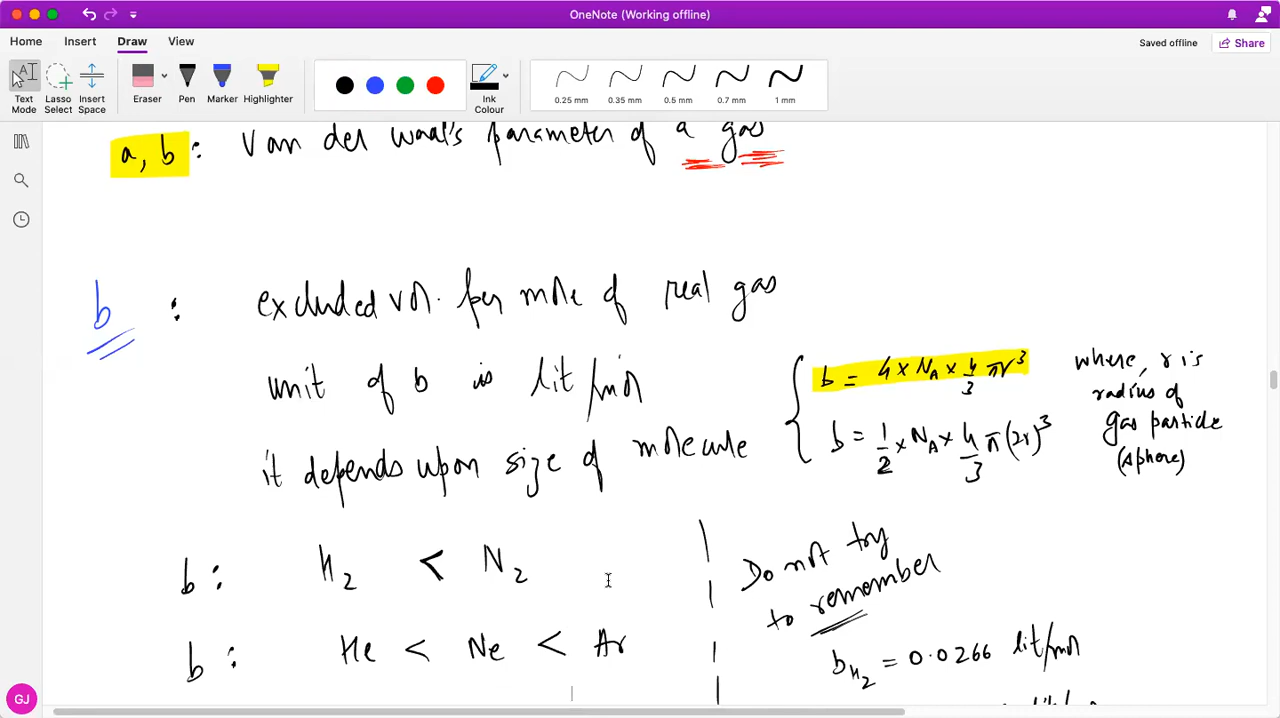 OneNote (Working offline)
Home Insert Draw View
Saved offline
Share
Text Mode
Lasso Select
Insert Space
Eraser
Pen
Marker
Highlighter
Ink Colour
0.25 mm
0.35 mm
0.5 mm
0.7 mm
1 mm
a, b : Van der waal's parameter of a gas
b : excluded vol. per mole of real gas
unit of b is lit/mol
it depends upon size of molecule
b = 4 × N_A × 4/3 πr³
b = 1/2 × N_A × 4/3 π(2r)³
where, r is
radius of
gas particle
(sphere)
b : H₂ < N₂
b : He < Ne < Ar
Do not try
to remember
b_H₂ = 0.0266 lit/mol
GJ